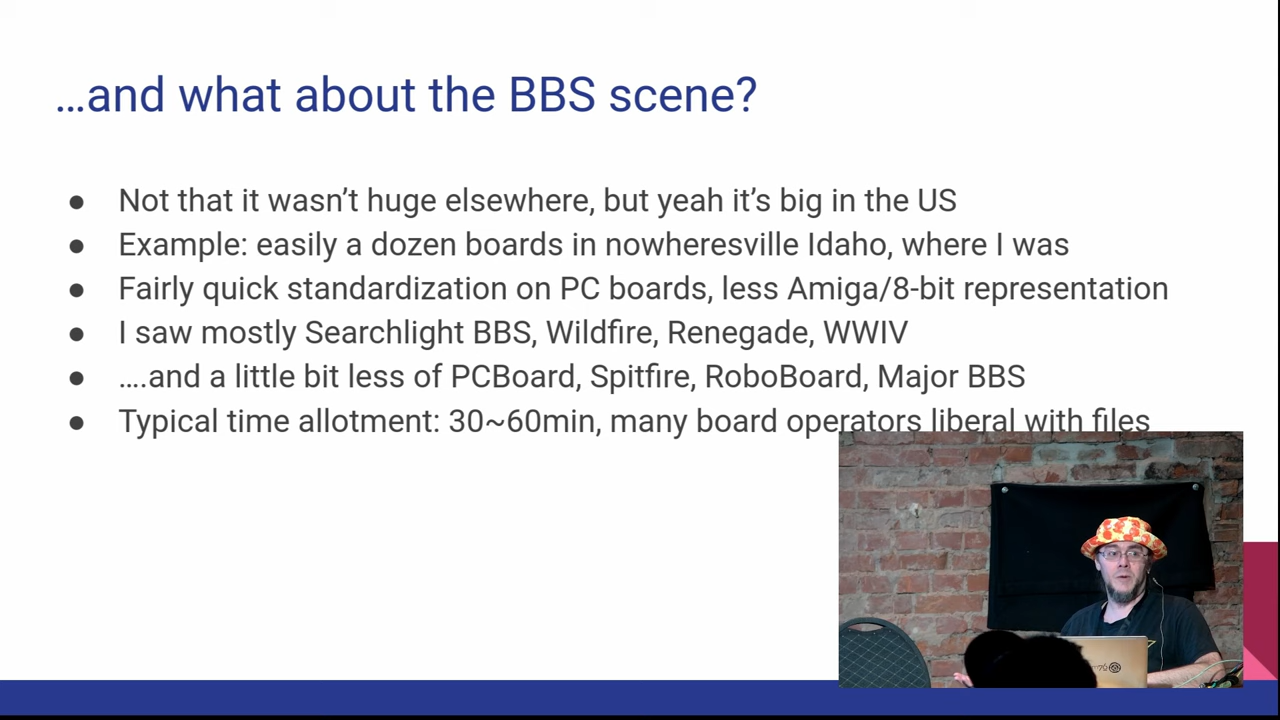 …and what about the BBS scene?
● Not that it wasn’t huge elsewhere, but yeah it’s big in the US
● Example: easily a dozen boards in nowheresville Idaho, where I was
● Fairly quick standardization on PC boards, less Amiga/8-bit representation
● I saw mostly Searchlight BBS, Wildfire, Renegade, WWIV
● ….and a little bit less of PCBoard, Spitfire, RoboBoard, Major BBS
● Typical time allotment: 30~60min, many board operators liberal with files